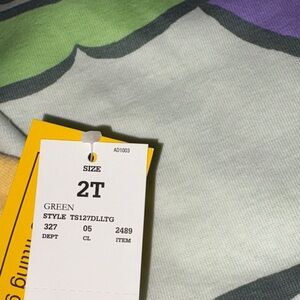 AD1003
SIZE
2T
GREEN
STYLE TS127DLLTG
327 05 2489
DEPT CL ITEM